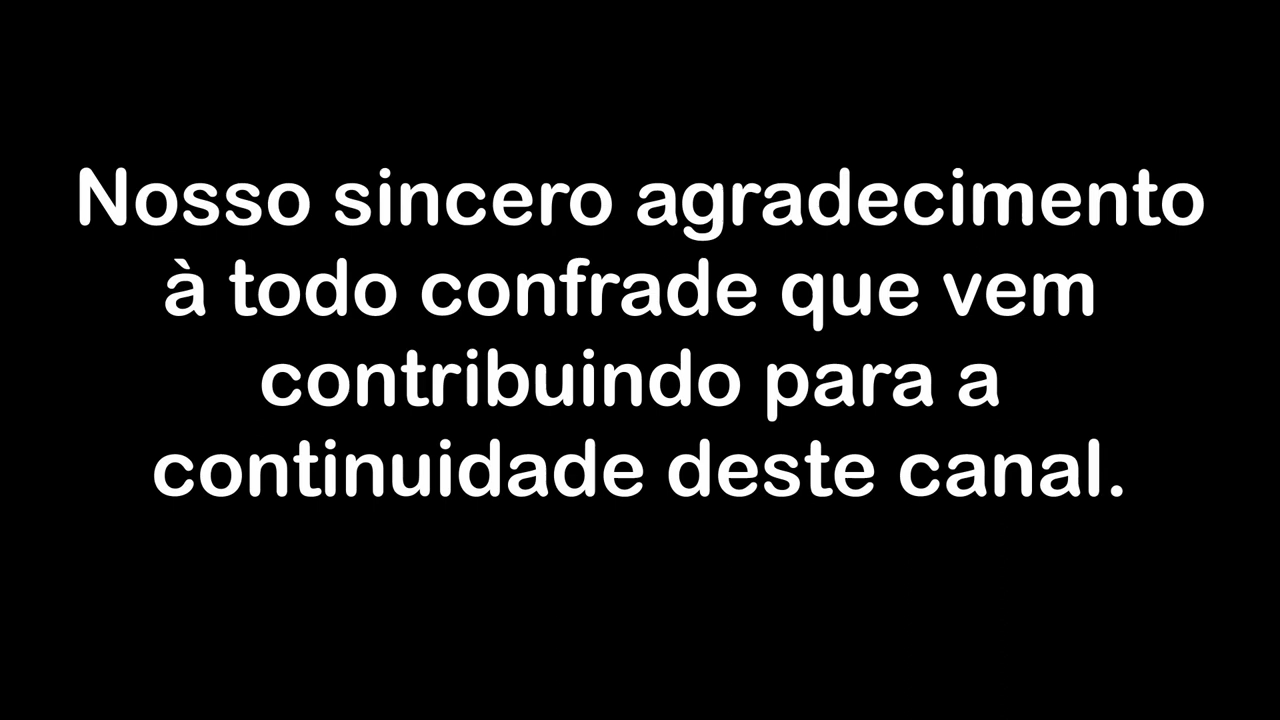 Nosso sincero agradecimento
à todo confrade que vem
contribuindo para a
continuidade deste canal.